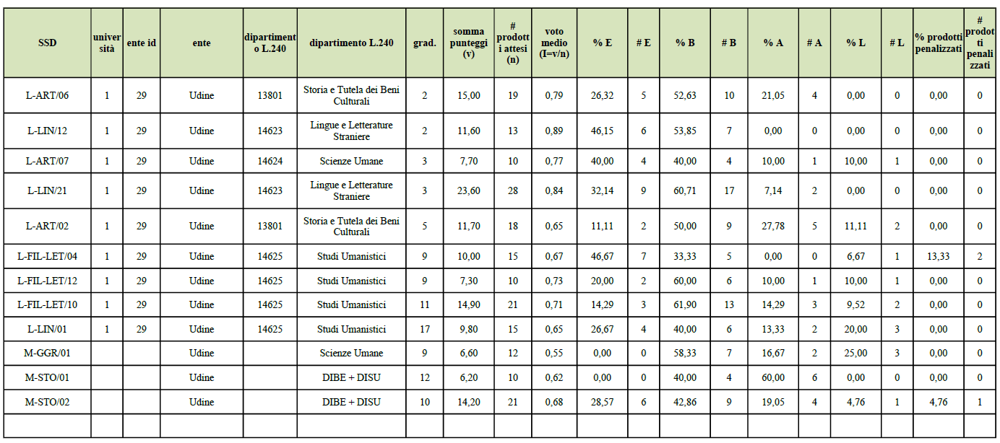 SSD univer sità ente id ente dipartiment o L.240 dipartimento L.240 grad. somma punteggi (v) # prodott i attesi (n) voto medio (I=v/n) % E # E % B # B % A # A % L # L % prodotti penalizzati # prodot ti penali zzati
L-ART/06 1 29 Udine 13801 Storia e Tutela dei Beni Culturali 2 15,00 19 0,79 26,32 5 52,63 10 21,05 4 0,00 0 0,00 0
L-LIN/12 1 29 Udine 14623 Lingue e Letterature Straniere 2 11,60 13 0,89 46,15 6 53,85 7 0,00 0 0,00 0 0,00 0
L-ART/07 1 29 Udine 14624 Scienze Umane 3 7,70 10 0,77 40,00 4 40,00 4 10,00 1 10,00 1 0,00 0
L-LIN/21 1 29 Udine 14623 Lingue e Letterature Straniere 3 23,60 28 0,84 32,14 9 60,71 17 7,14 2 0,00 0 0,00 0
L-ART/02 1 29 Udine 13801 Storia e Tutela dei Beni Culturali 5 11,70 18 0,65 11,11 2 50,00 9 27,78 5 11,11 2 0,00 0
L-FIL-LET/04 1 29 Udine 14625 Studi Umanistici 9 10,00 15 0,67 46,67 7 33,33 5 0,00 0 6,67 1 13,33 2
L-FIL-LET/12 1 29 Udine 14625 Studi Umanistici 9 7,30 10 0,73 20,00 2 60,00 6 10,00 1 10,00 1 0,00 0
L-FIL-LET/10 1 29 Udine 14625 Studi Umanistici 11 14,90 21 0,71 14,29 3 61,90 13 14,29 3 9,52 2 0,00 0
L-LIN/01 1 29 Udine 14625 Studi Umanistici 17 9,80 15 0,65 26,67 4 40,00 6 13,33 2 20,00 3 0,00 0
M-GGR/01 Udine Scienze Umane 9 6,60 12 0,55 0,00 0 58,33 7 16,67 2 25,00 3 0,00 0
M-STO/01 Udine DIBE + DISU 12 6,20 10 0,62 0,00 0 40,00 4 60,00 6 0,00 0 0,00 0
M-STO/02 Udine DIBE + DISU 10 14,20 21 0,68 28,57 6 42,86 9 19,05 4 4,76 1 4,76 1